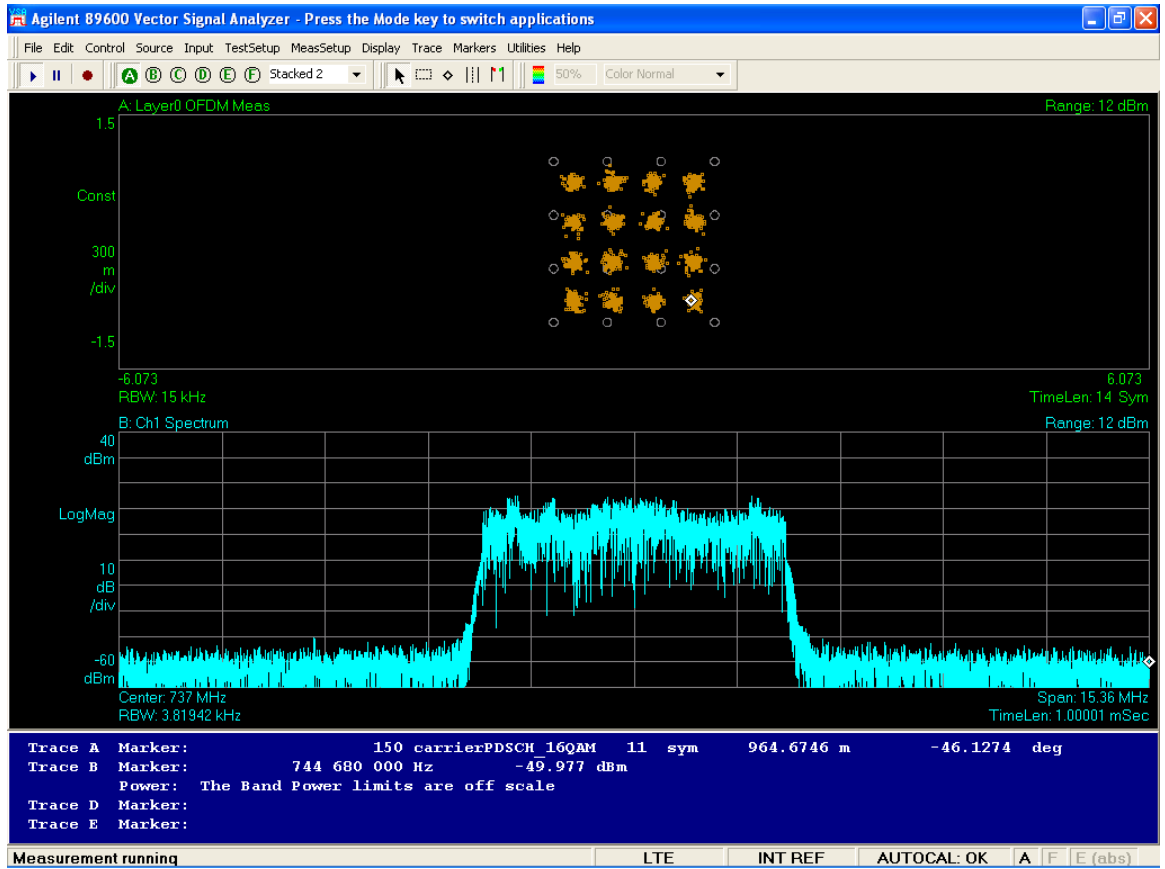 VSA Agilent 89600 Vector Signal Analyzer - Press the Mode key to switch applications
File Edit Control Source Input TestSetup MeasSetup Display Trace Markers Utilities Help
A B C D E F Stacked 2 50% Color Normal
A: Layer0 OFDM Meas Range: 12 dBm
1.5
Const
300
m
/div
-1.5
-6.073 6.073
RBW: 15 kHz TimeLen: 14 Sym
B: Ch1 Spectrum Range: 12 dBm
40
dBm
LogMag
10
dB
/div
-60
dBm
Center: 737 MHz Span: 15.36 MHz
RBW: 3.81942 kHz TimeLen: 1.00001 mSec
Trace A Marker: 150 carrierPDSCH_16QAM 11 sym 964.6746 m -46.1274 deg
Trace B Marker: 744 680 000 Hz -49.977 dBm
Power: The Band Power limits are off scale
Trace D Marker:
Trace E Marker:
Measurement running LTE INT REF AUTOCAL: OK A F E (abs)